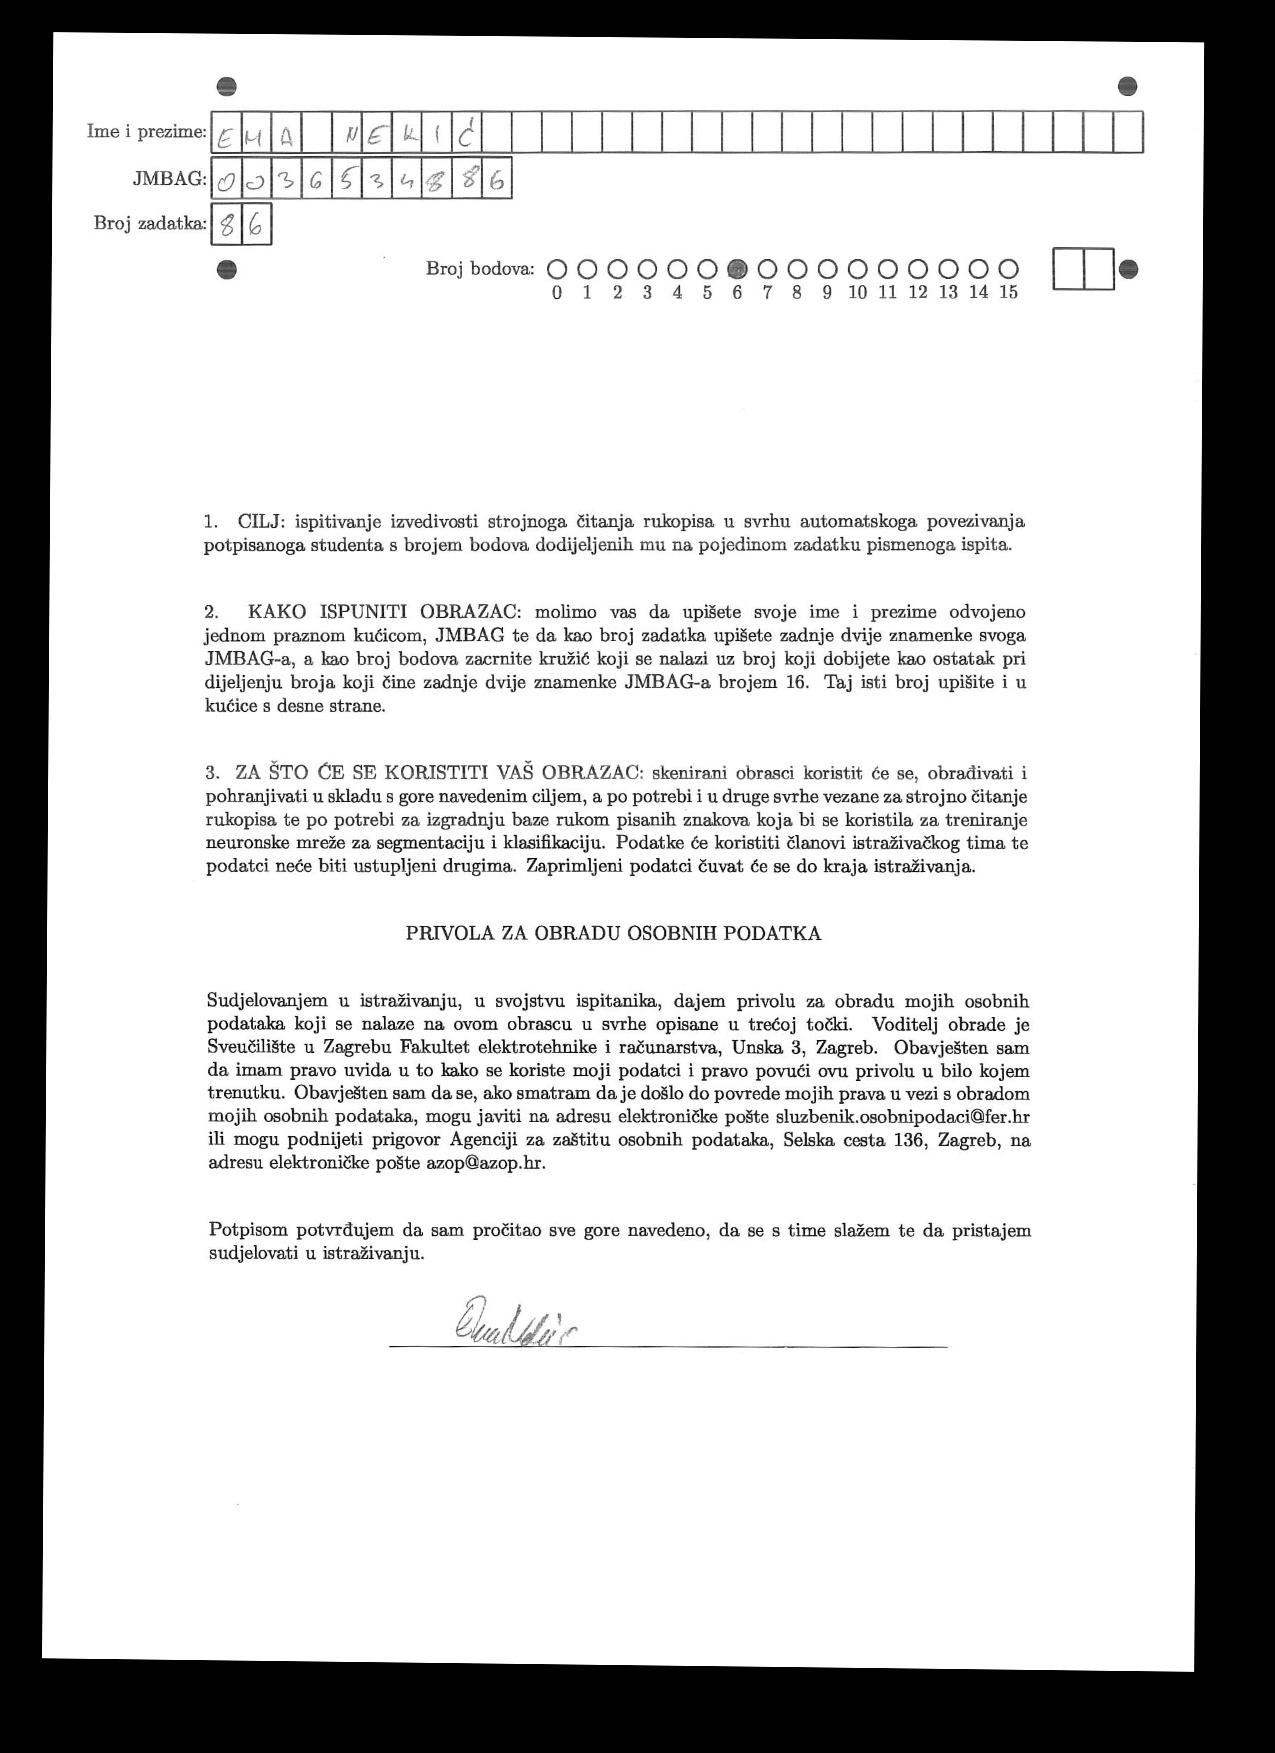 Ime i prezime: EMA NEKIĆ
JMBAG: 0036534886
Broj zadatka: 86
Broj bodova:
0 1 2 3 4 5 6 7 8 9 10 11 12 13 14 15
1. CILJ: ispitivanje izvedivosti strojnoga čitanja rukopisa u svrhu automatskoga povezivanja
potpisanoga studenta s brojem bodova dodijeljenih mu na pojedinom zadatku pismenoga ispita.
2. KAKO ISPUNITI OBRAZAC: molimo vas da upišete svoje ime i prezime odvojeno
jednom praznom kućicom, JMBAG te da kao broj zadatka upišete zadnje dvije znamenke svoga
JMBAG-a, a kao broj bodova zacrnite kružić koji se nalazi uz broj koji dobijete kao ostatak pri
dijeljenju broja koji čine zadnje dvije znamenke JMBAG-a brojem 16. Taj isti broj upišite i u
kućice s desne strane.
3. ZA ŠTO ĆE SE KORISTITI VAŠ OBRAZAC: skenirani obrasci koristit će se, obrađivati i
pohranjivati u skladu s gore navedenim ciljem, a po potrebi i u druge svrhe vezane za strojno čitanje
rukopisa te po potrebi za izgradnju baze rukom pisanih znakova koja bi se koristila za treniranje
neuronske mreže za segmentaciju i klasifikaciju. Podatke će koristiti članovi istraživačkog tima te
podatci neće biti ustupljeni drugima. Zaprimljeni podatci čuvat će se do kraja istraživanja.
PRIVOLA ZA OBRADU OSOBNIH PODATKA
Sudjelovanjem u istraživanju, u svojstvu ispitanika, dajem privolu za obradu mojih osobnih
podataka koji se nalaze na ovom obrascu u svrhe opisane u trećoj točki. Voditelj obrade je
Sveučilište u Zagrebu Fakultet elektrotehnike i računarstva, Unska 3, Zagreb. Obavješten sam
da imam pravo uvida u to kako se koriste moji podatci i pravo povući ovu privolu u bilo kojem
trenutku. Obavješten sam da se, ako smatram da je došlo do povrede mojih prava u vezi s obradom
mojih osobnih podataka, mogu javiti na adresu elektroničke pošte sluzbenik.osobnipodaci@fer.hr
ili mogu podnijeti prigovor Agenciji za zaštitu osobnih podataka, Selska cesta 136, Zagreb, na
adresu elektroničke pošte azop@azop.hr.
Potpisom potvrđujem da sam pročitao sve gore navedeno, da se s time slažem te da pristajem
sudjelovati u istraživanju.